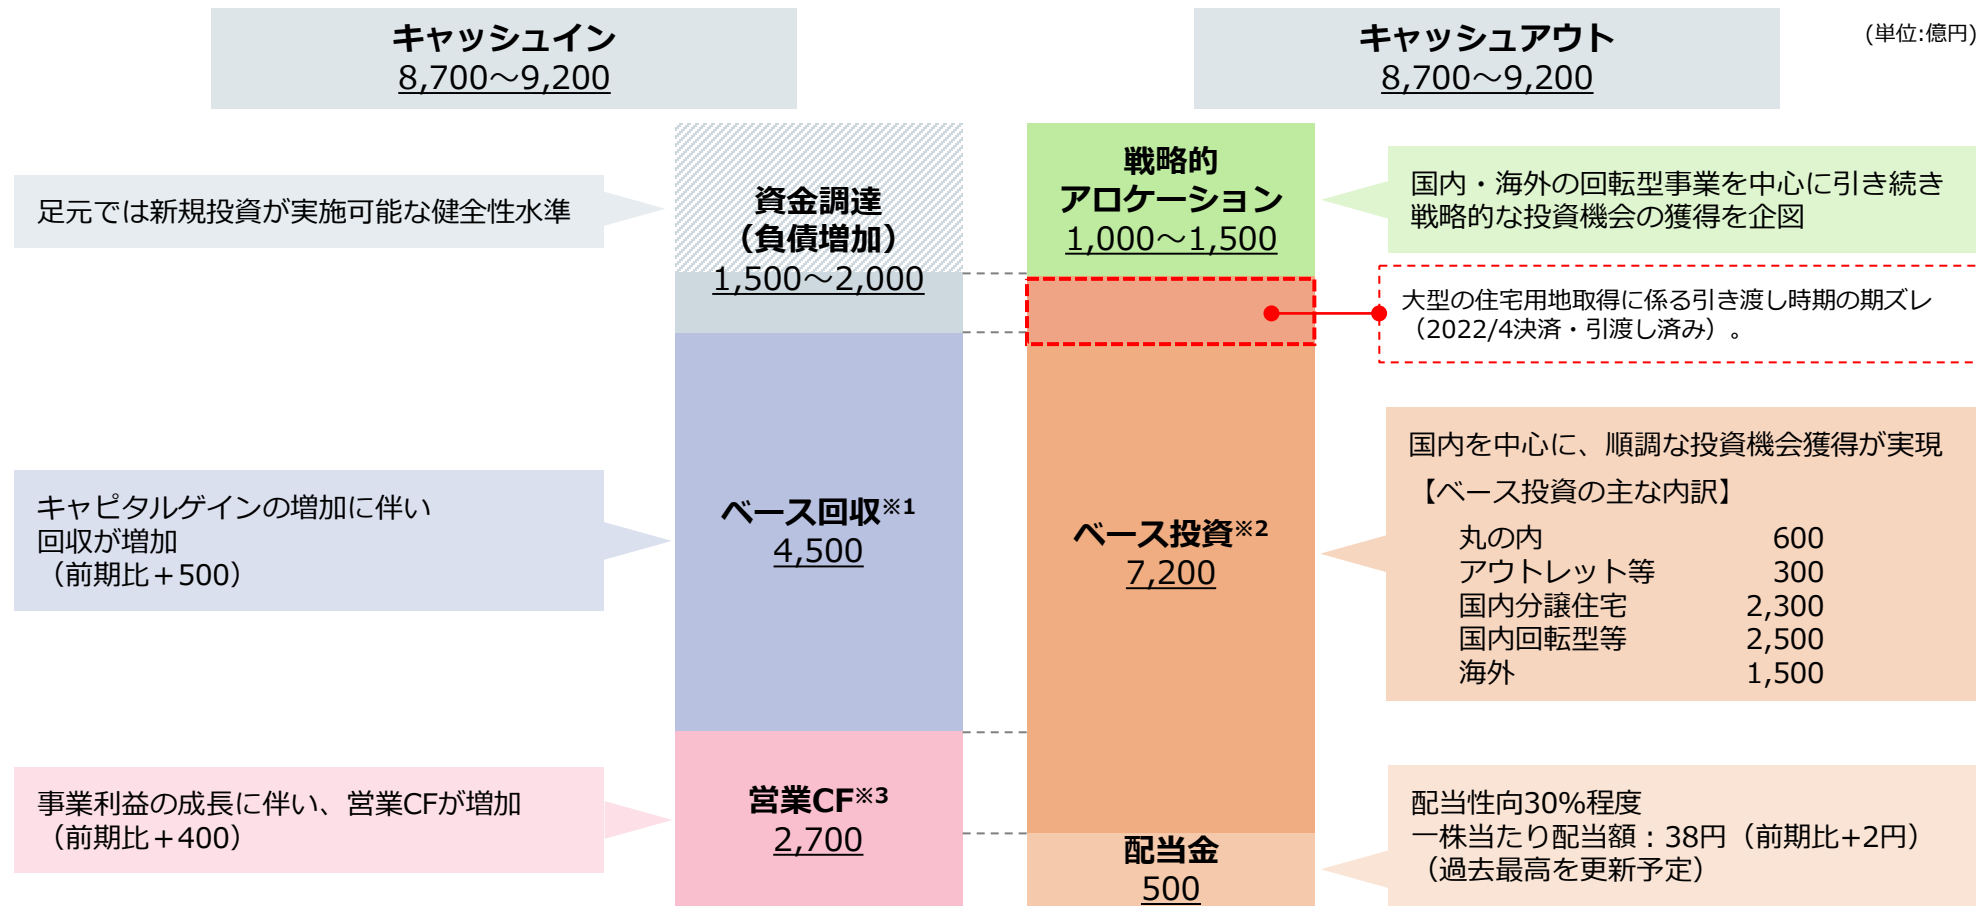 キャッシュイン
8,700～9,200
キャッシュアウト
8,700～9,200
(単位:億円)
足元では新規投資が実施可能な健全性水準
資金調達
（負債増加）
1,500～2,000
戦略的
アロケーション
1,000～1,500
国内・海外の回転型事業を中心に引き続き
戦略的な投資機会の獲得を企図
大型の住宅用地取得に係る引き渡し時期の期ズレ
（2022/4決済・引渡し済み）。
キャピタルゲインの増加に伴い
回収が増加
（前期比＋500）
ベース回収※1
4,500
ベース投資※2
7,200
国内を中心に、順調な投資機会獲得が実現
【ベース投資の主な内訳】
丸の内 600
アウトレット等 300
国内分譲住宅 2,300
国内回転型等 2,500
海外 1,500
事業利益の成長に伴い、営業CFが増加
（前期比＋400）
営業CF※3
2,700
配当金
500
配当性向30%程度
一株当たり配当額：38円（前期比+2円）
（過去最高を更新予定）